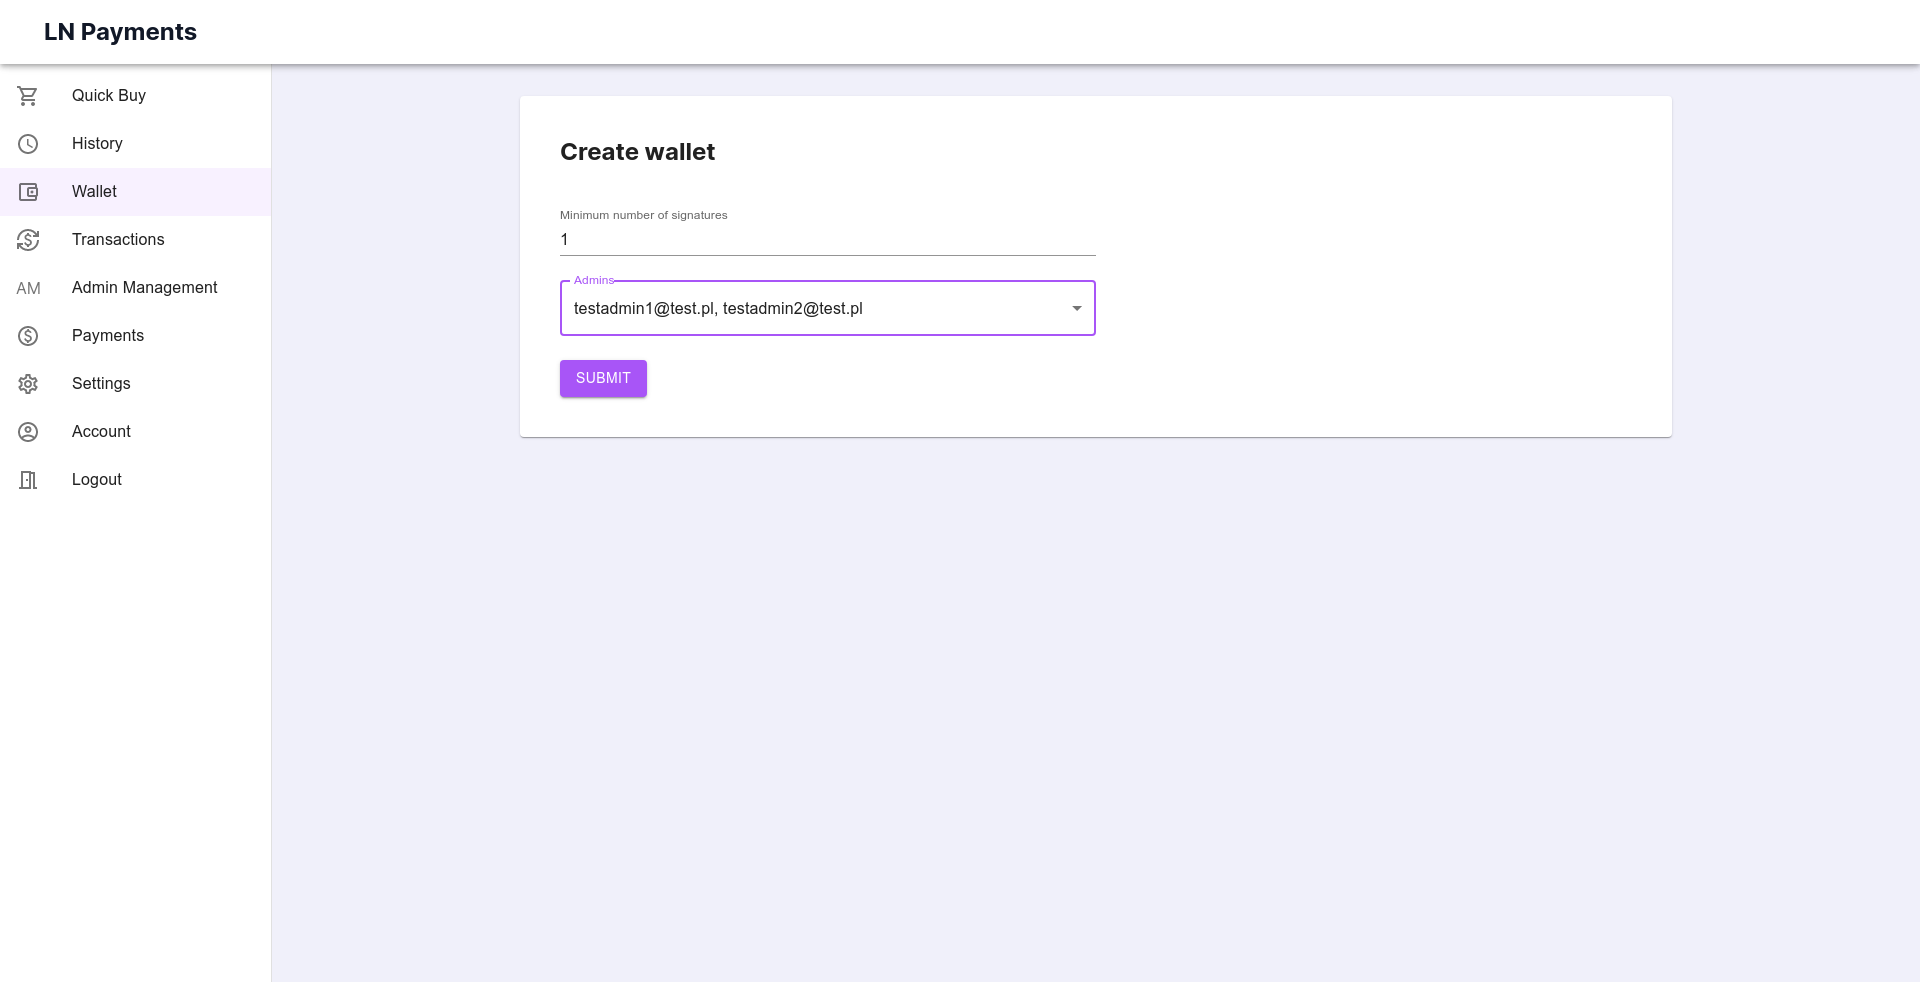 LN Payments
Quick Buy
History
Wallet
Transactions
AM Admin Management
Payments
Settings
Account
Logout
Create wallet
Minimum number of signatures
1
Admins
testadmin1@test.pl, testadmin2@test.pl
SUBMIT